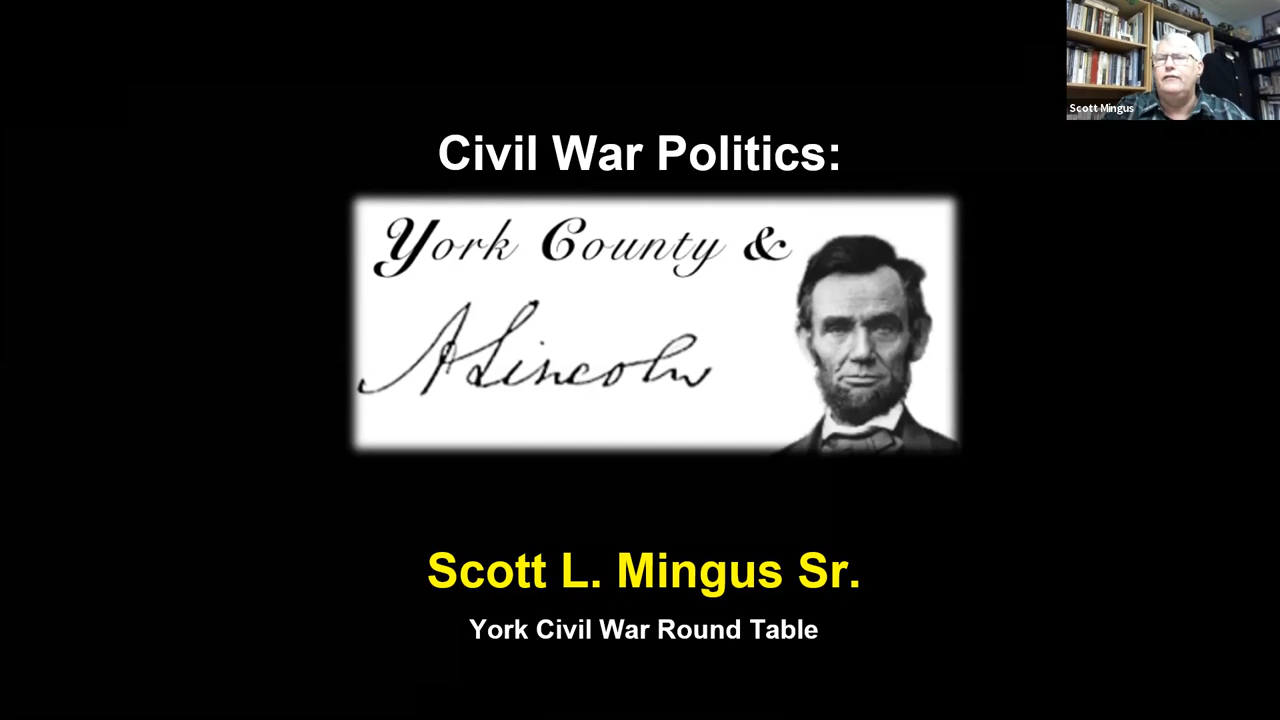 Scott Mingus
Civil War Politics:
York County &
A Lincoln
Scott L. Mingus Sr.
York Civil War Round Table